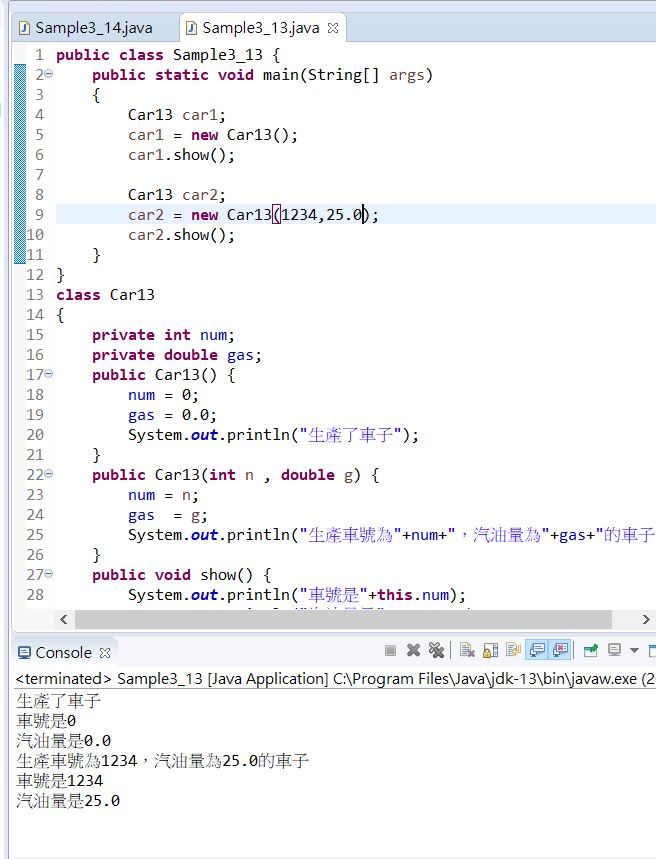 Sample3_14.java Sample3_13.java
1 public class Sample3_13 {
2 public static void main(String[] args)
3 {
4 Car13 car1;
5 car1 = new Car13();
6 car1.show();
7
8 Car13 car2;
9 car2 = new Car13(1234,25.0);
10 car2.show();
11 }
12 }
13 class Car13
14 {
15 private int num;
16 private double gas;
17 public Car13() {
18 num = 0;
19 gas = 0.0;
20 System.out.println("生產了車子");
21 }
22 public Car13(int n , double g) {
23 num = n;
24 gas  = g;
25 System.out.println("生產車號為"+num+"，汽油量為"+gas+"的車子
26 }
27 public void show() {
28 System.out.println("車號是"+this.num);
Console
<terminated> Sample3_13 [Java Application] C:\Program Files\Java\jdk-13\bin\javaw.exe (2
生產了車子
車號是0
汽油量是0.0
生產車號為1234，汽油量為25.0的車子
車號是1234
汽油量是25.0